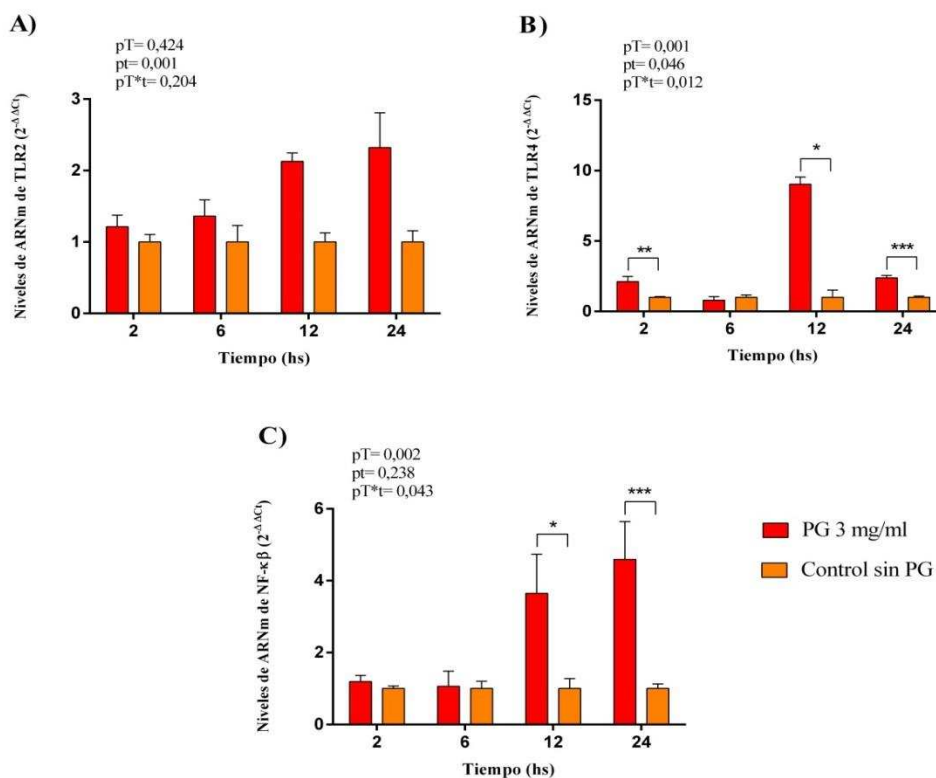 A)
pT= 0,424
pt= 0,001
pT*t= 0,204
Niveles de ARNm de TLR2 (2^-Δ ΔCt)
3
2
1
0
2 6 12 24
Tiempo (hs)
B)
pT= 0,001
pt= 0,046
pT*t= 0,012
Niveles de ARNm de TLR4 (2^-Δ ΔCt)
15
10
5
0
** * ***
2 6 12 24
Tiempo (hs)
C)
pT= 0,002
pt= 0,238
pT*t= 0,043
Niveles de ARNm de NF-κβ (2^-Δ ΔCt)
6
4
2
0
* ***
2 6 12 24
Tiempo (hs)
PG 3 mg/ml
Control sin PG